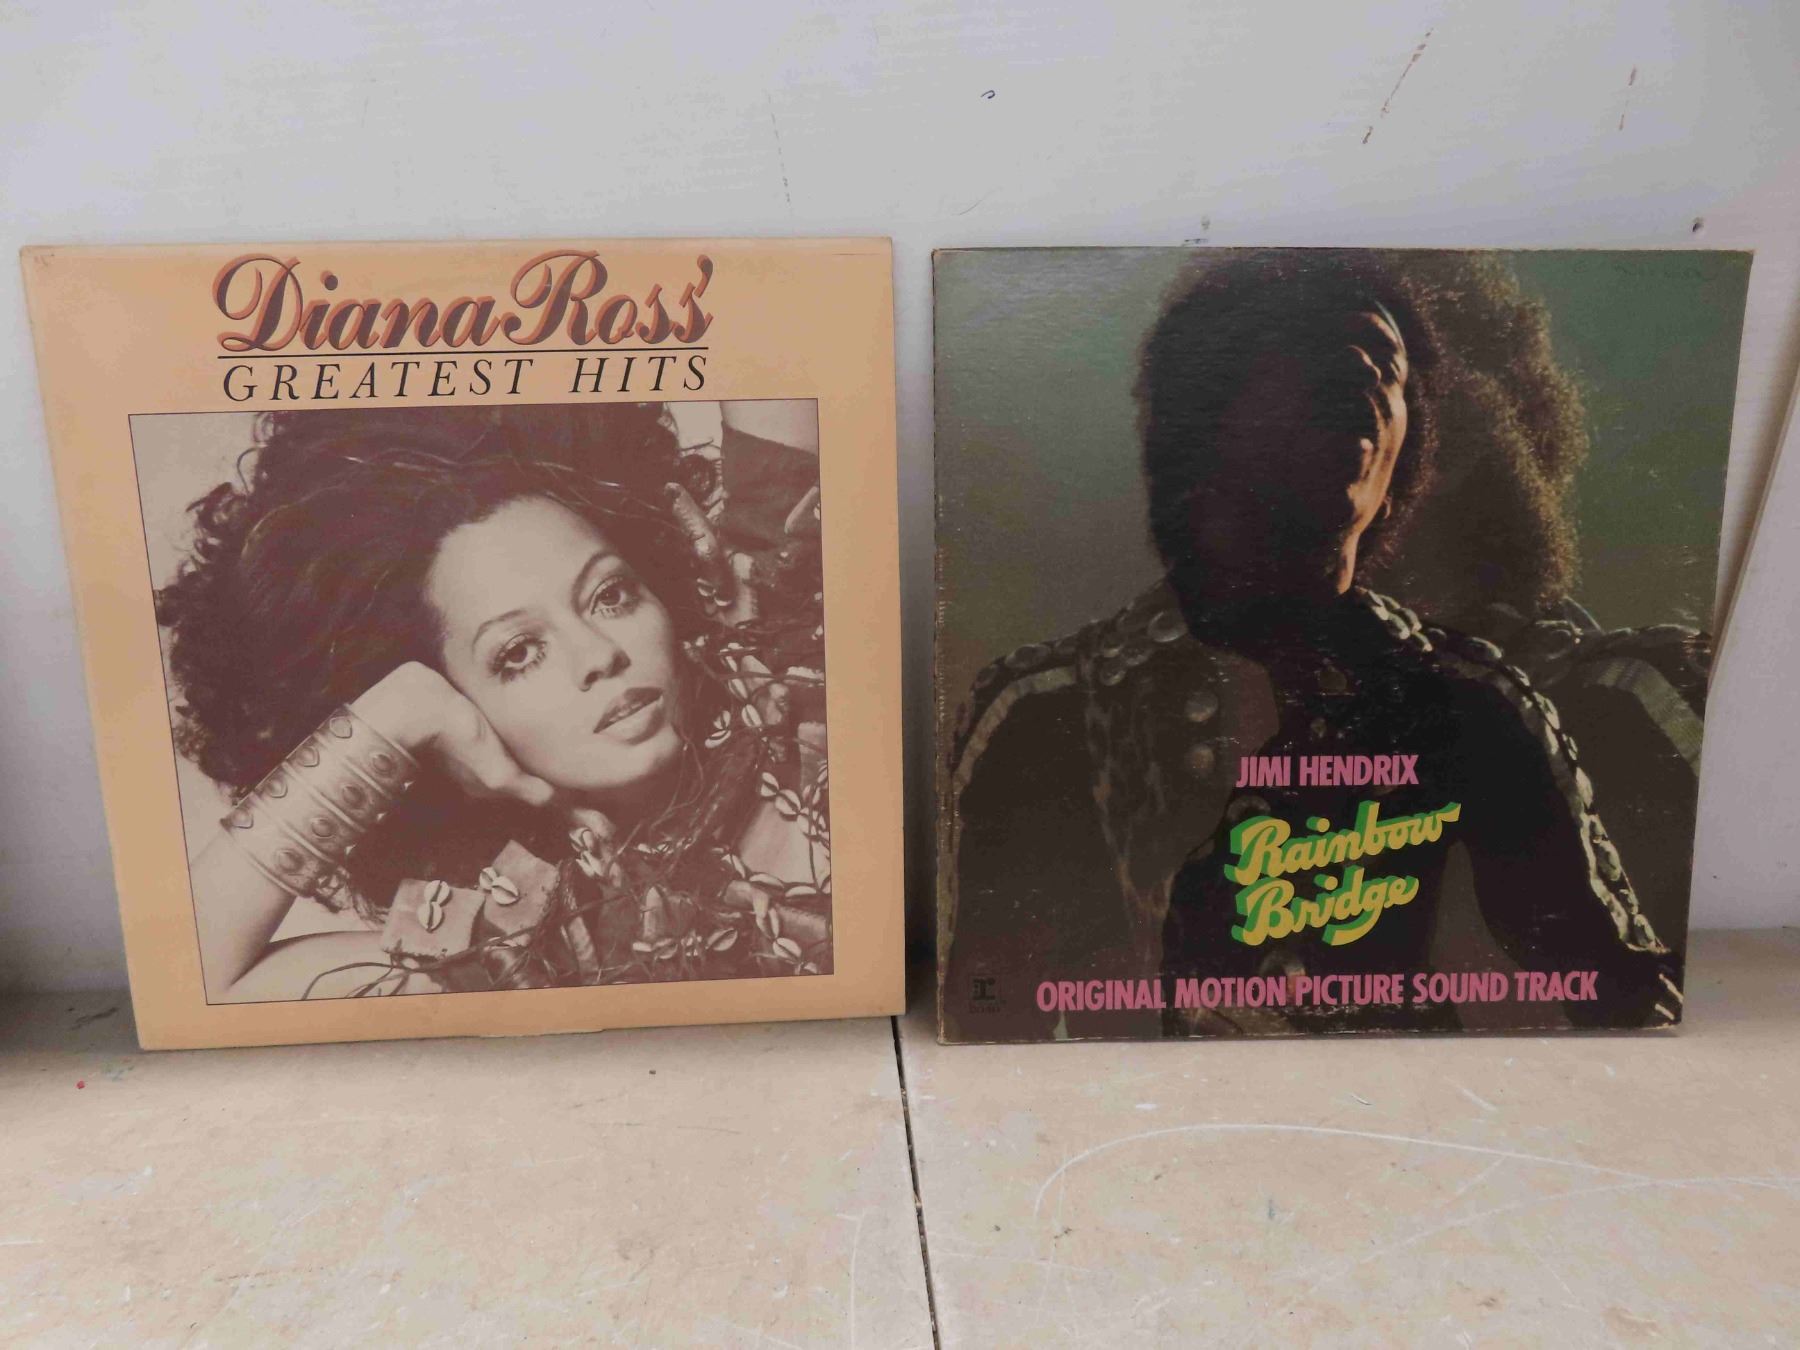 Diana Ross'
GREATEST HITS
JIMI HENDRIX
Rainbow
Bridge
ORIGINAL MOTION PICTURE SOUND TRACK